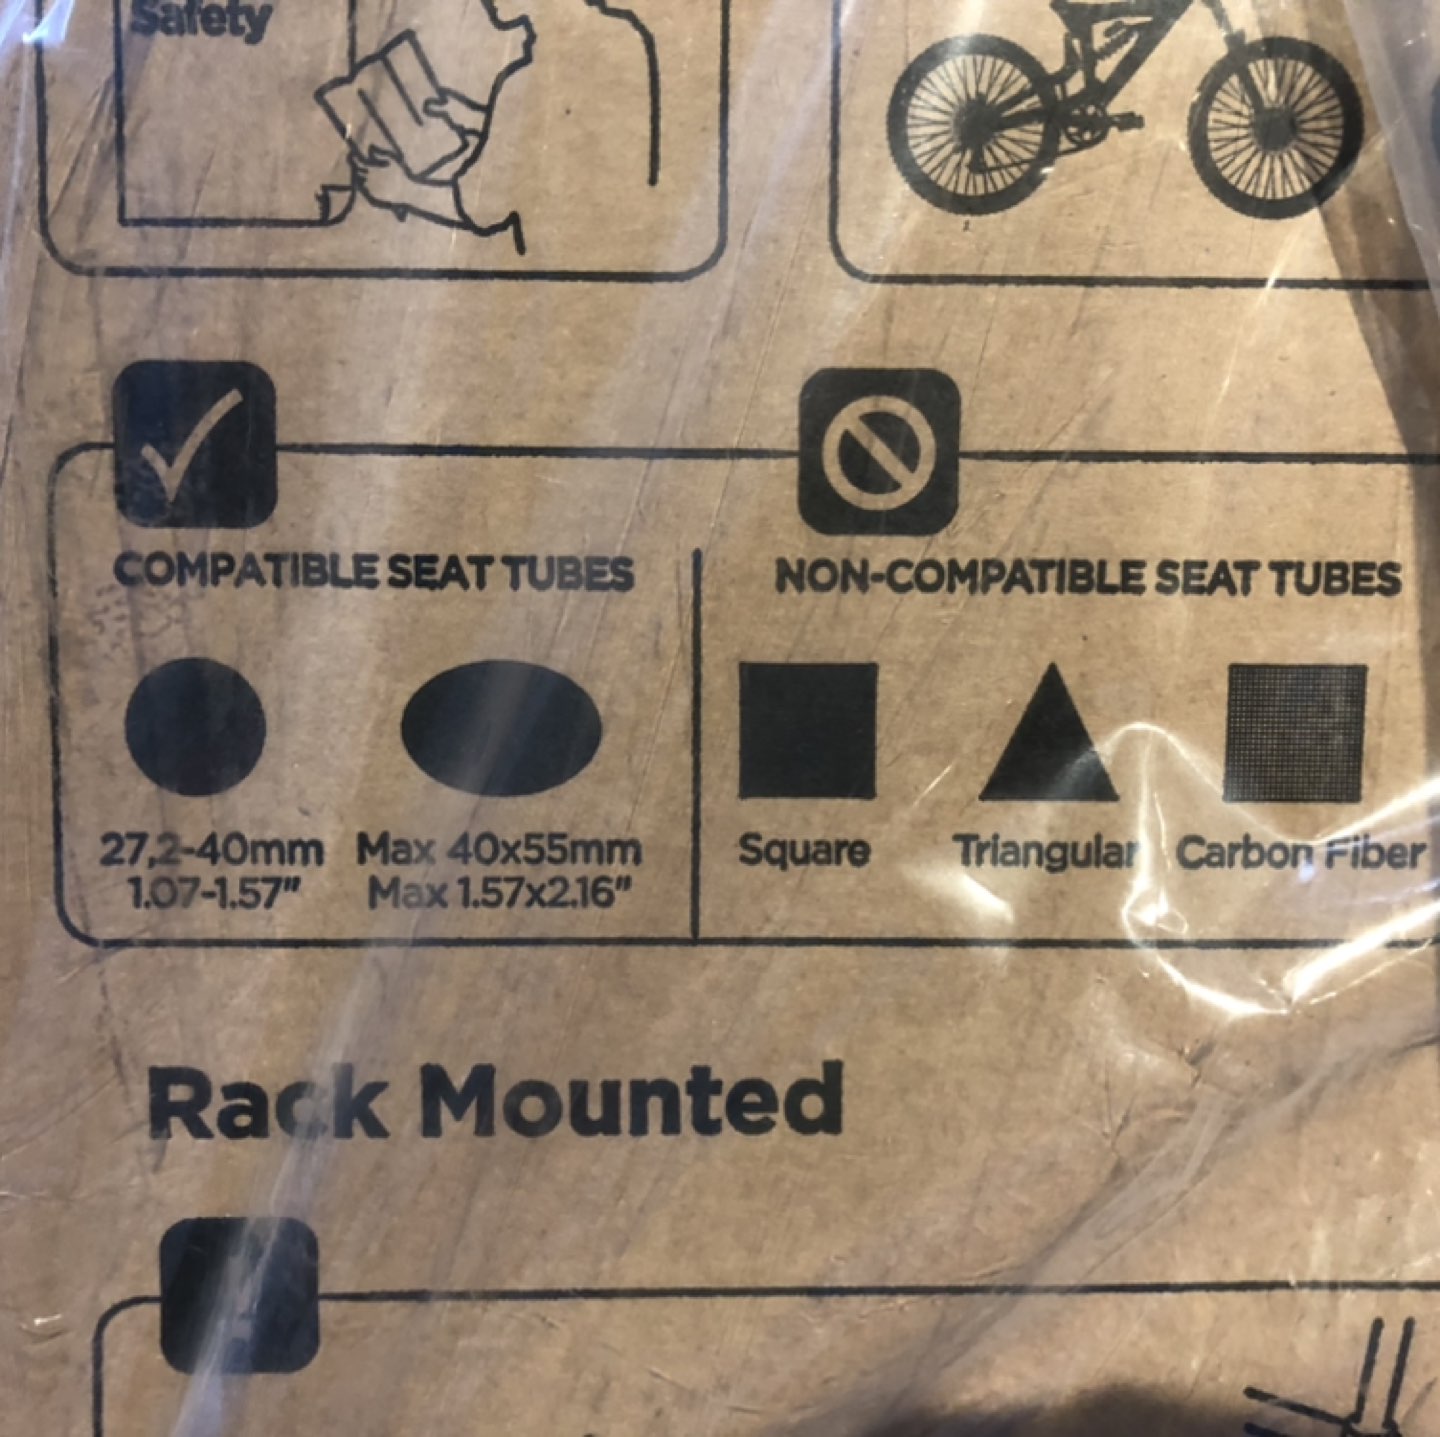 Safety
COMPATIBLE SEAT TUBES
NON-COMPATIBLE SEAT TUBES
27,2-40mm
1.07-1.57"
Max 40x55mm
Max 1.57x2.16"
Square
Triangular
Carbon Fiber
Rack Mounted